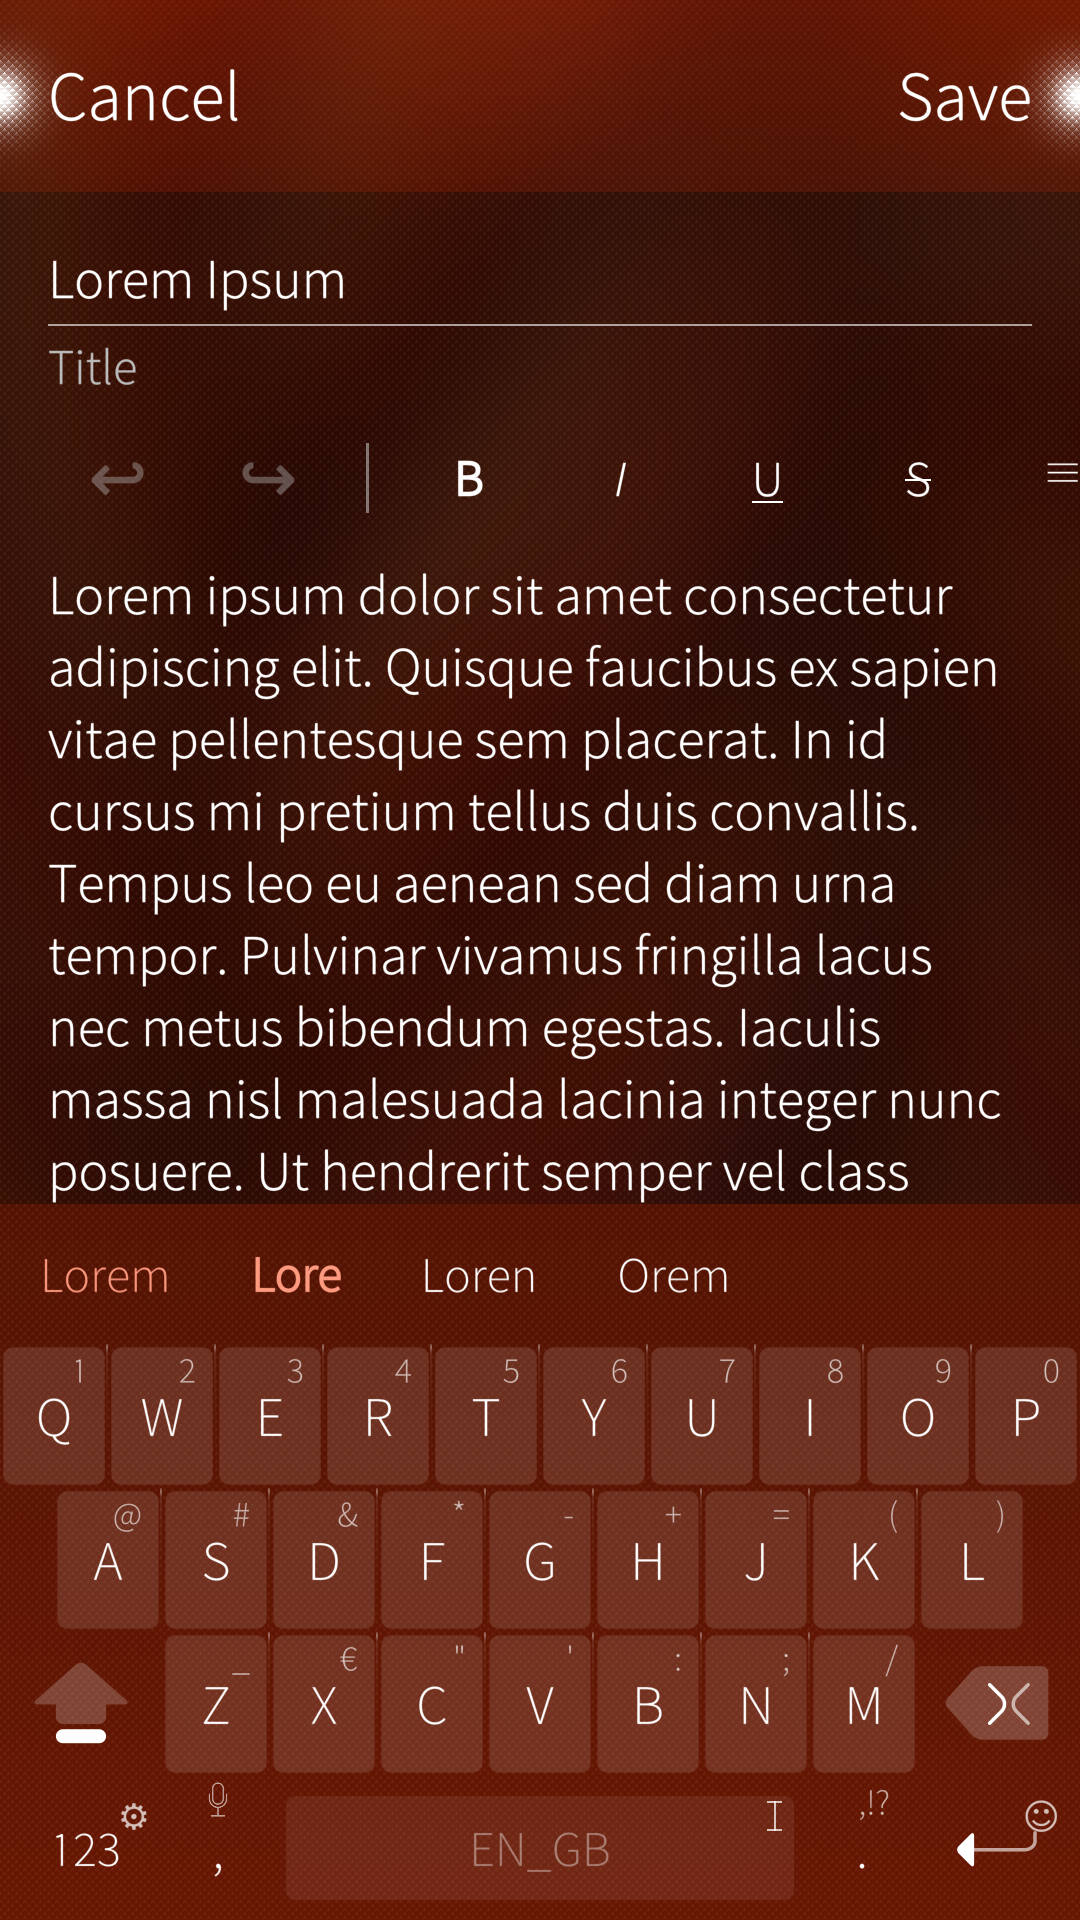 Cancel Save
Lorem Ipsum
Title
B I U S
Lorem ipsum dolor sit amet consectetur
adipiscing elit. Quisque faucibus ex sapien
vitae pellentesque sem placerat. In id
cursus mi pretium tellus duis convallis.
Tempus leo eu aenean sed diam urna
tempor. Pulvinar vivamus fringilla lacus
nec metus bibendum egestas. Iaculis
massa nisl malesuada lacinia integer nunc
posuere. Ut hendrerit semper vel class
Lorem Lore Loren Orem
1 2 3 4 5 6 7 8 9 0
Q W E R T Y U I O P
@ # & * - + = ( )
A S D F G H J K L
_ € " ' : ; /
Z X C V B N M
,!?
123 , EN_GB .